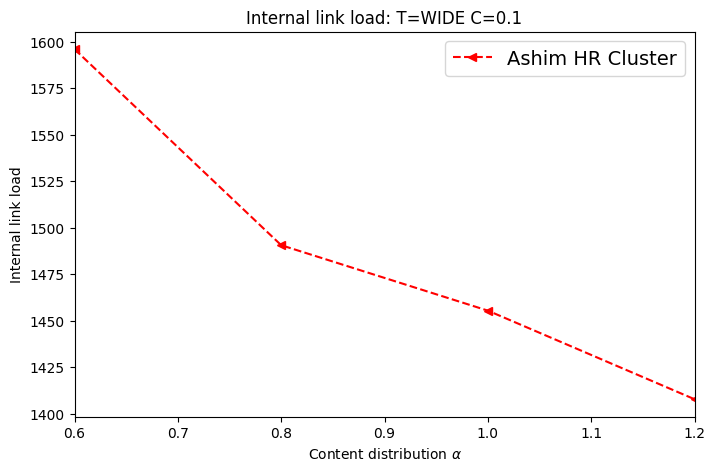 Internal link load: T=WIDE C=0.1
Ashim HR Cluster
Internal link load
1600
1575
1550
1525
1500
1475
1450
1425
1400
0.6 0.7 0.8 0.9 1.0 1.1 1.2
Content distribution α